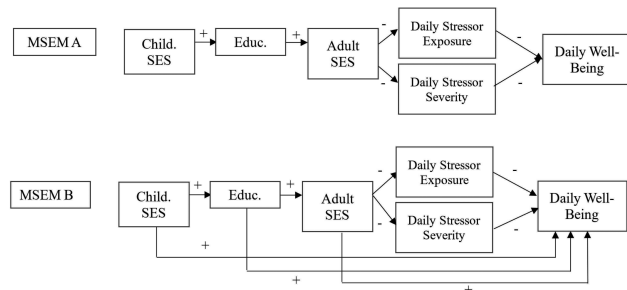 MSEM A
Child.
SES
+
Educ.
+
Adult
SES
-
-
Daily Stressor
Exposure
Daily Stressor
Severity
-
-
Daily Well-
Being
MSEM B
Child.
SES
+
Educ.
+
Adult
SES
-
-
Daily Stressor
Exposure
Daily Stressor
Severity
-
-
Daily Well-
Being
+
+
+